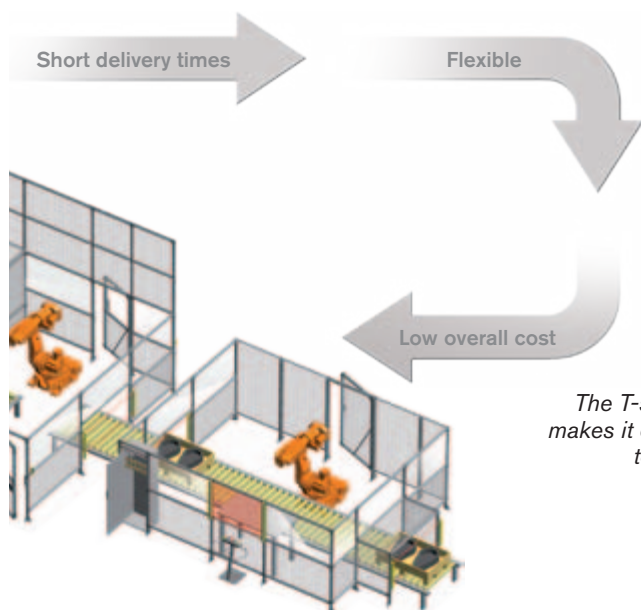 Short delivery times
Flexible
Low overall cost
The T-
makes it
t